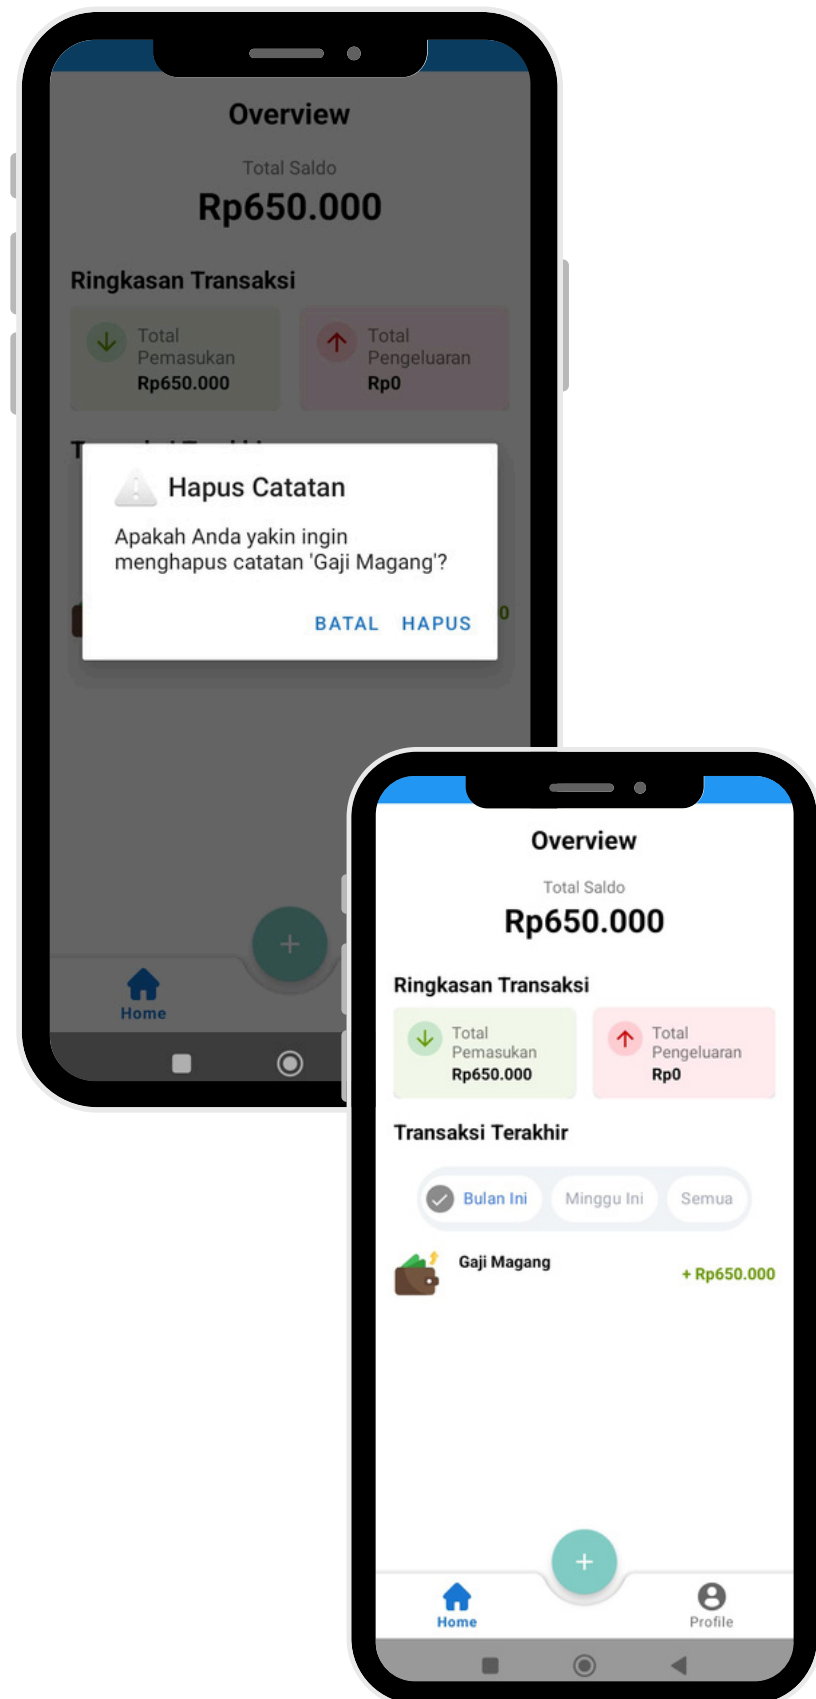 Overview
Total Saldo
Rp650.000
Ringkasan Transaksi
Total
Pemasukan
Rp650.000
Total
Pengeluaran
Rp0
Hapus Catatan
Apakah Anda yakin ingin
menghapus catatan 'Gaji Magang'?
BATAL HAPUS
Home
Overview
Total Saldo
Rp650.000
Ringkasan Transaksi
Total
Pemasukan
Rp650.000
Total
Pengeluaran
Rp0
Transaksi Terakhir
Bulan Ini Minggu Ini Semua
Gaji Magang
+ Rp650.000
Home
Profile